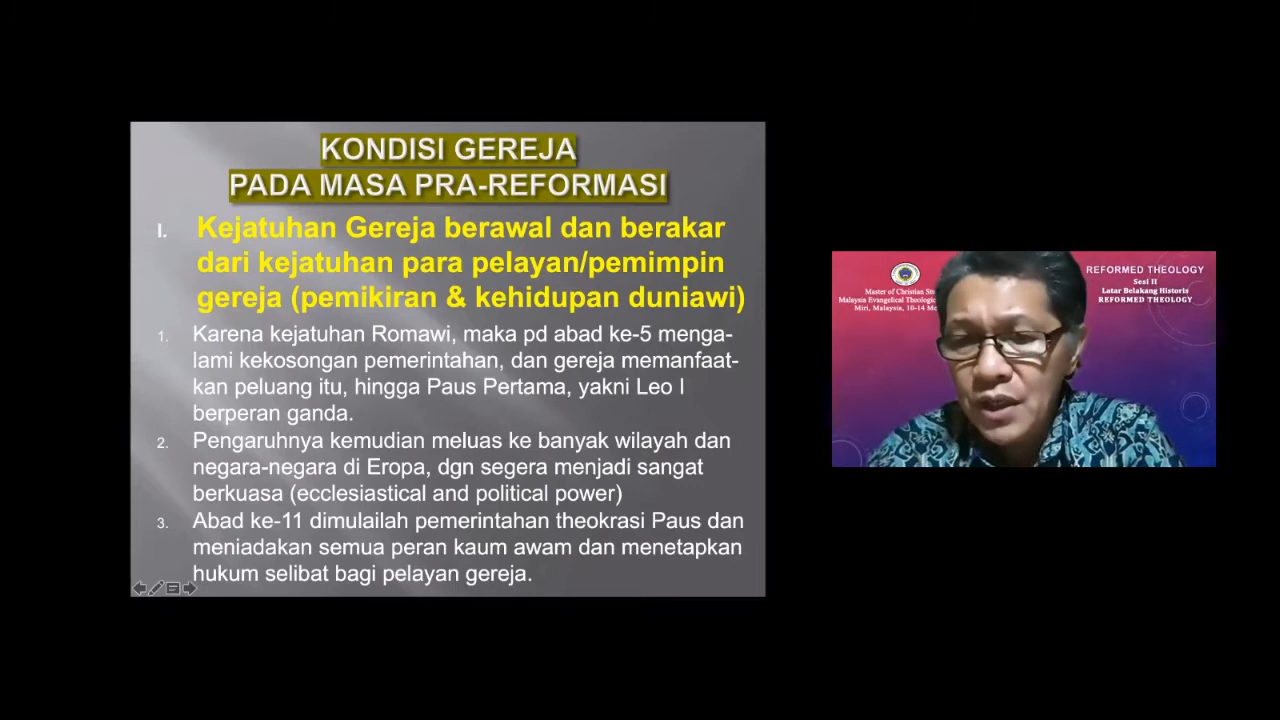 KONDISI GEREJA
PADA MASA PRA-REFORMASI
I. Kejatuhan Gereja berawal dan berakar
dari kejatuhan para pelayan/pemimpin
gereja (pemikiran & kehidupan duniawi)
1. Karena kejatuhan Romawi, maka pd abad ke-5 menga-
lami kekosongan pemerintahan, dan gereja memanfaat-
kan peluang itu, hingga Paus Pertama, yakni Leo I
berperan ganda.
2. Pengaruhnya kemudian meluas ke banyak wilayah dan
negara-negara di Eropa, dgn segera menjadi sangat
berkuasa (ecclesiastical and political power)
3. Abad ke-11 dimulailah pemerintahan theokrasi Paus dan
meniadakan semua peran kaum awam dan menetapkan
hukum selibat bagi pelayan gereja.
Master of Christian
Malaysia Evangelical
Miri, Malaysia, 10-14
REFORMED THEOLOGY
Sesi II
Latar Belakang Historis
REFORMED THEOLOGY